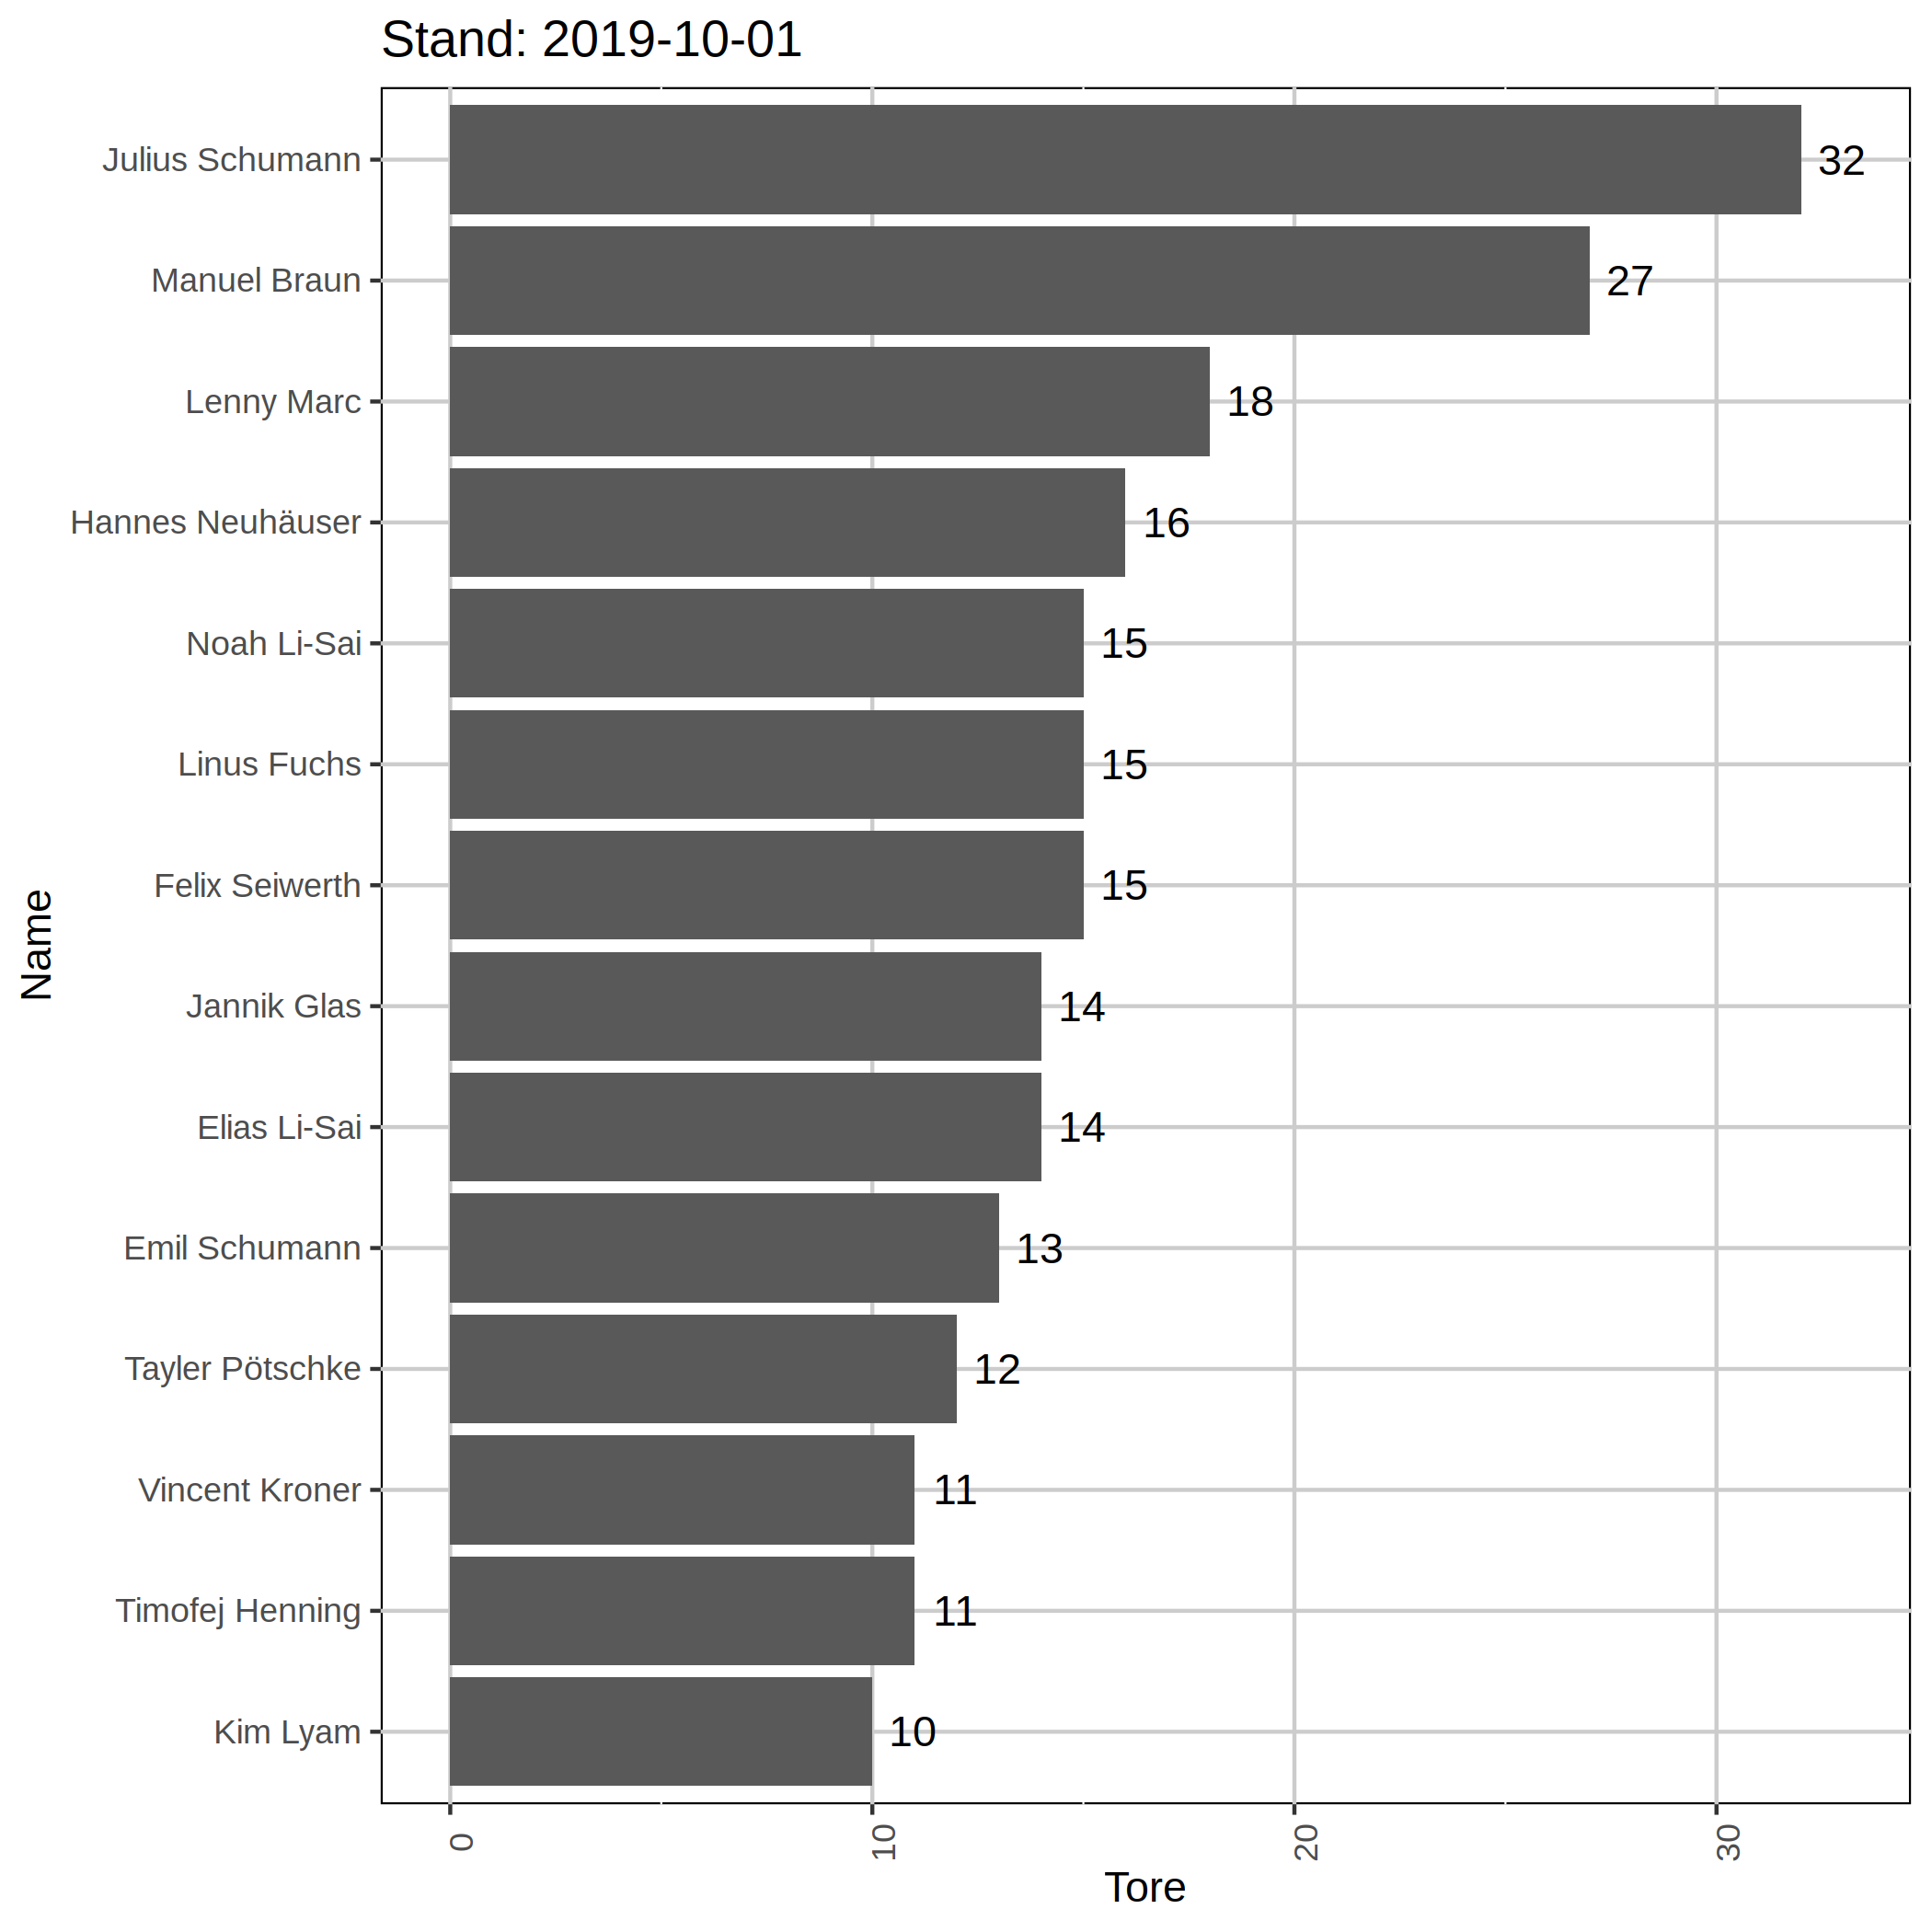 Stand: 2019-10-01
Name
Julius Schumann 32
Manuel Braun 27
Lenny Marc 18
Hannes Neuhäuser 16
Noah Li-Sai 15
Linus Fuchs 15
Felix Seiwerth 15
Jannik Glas 14
Elias Li-Sai 14
Emil Schumann 13
Tayler Pötschke 12
Vincent Kroner 11
Timofej Henning 11
Kim Lyam 10
0 10 20 30
Tore